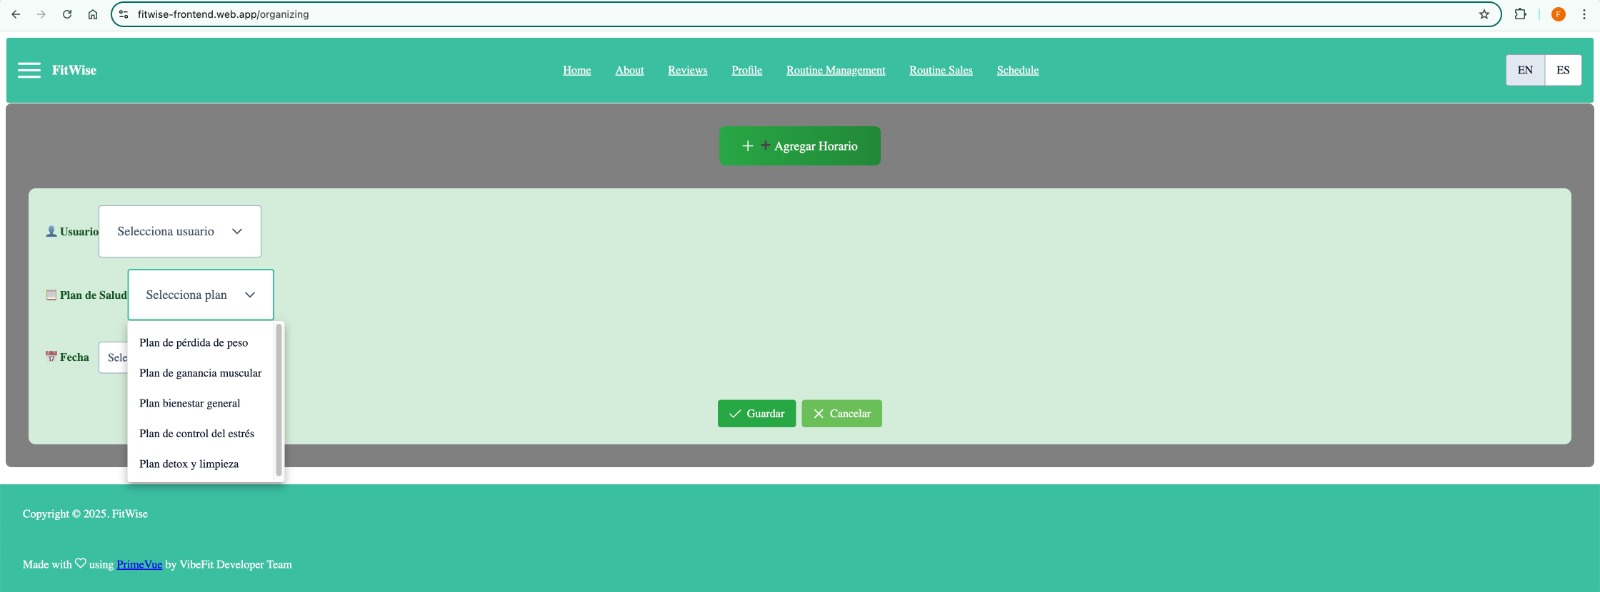 fitwise-frontend.web.app/organizing
F
FitWise
Home About Reviews Profile Routine Management Routine Sales Schedule
EN ES
Agregar Horario
Usuario Selecciona usuario
Plan de Salud Selecciona plan
Plan de pérdida de peso
Fecha Sele
Plan de ganancia muscular
Plan bienestar general
Plan de control del estrés
Plan detox y limpieza
Guardar Cancelar
Copyright © 2025. FitWise
Made with ♡ using PrimeVue by VibeFit Developer Team